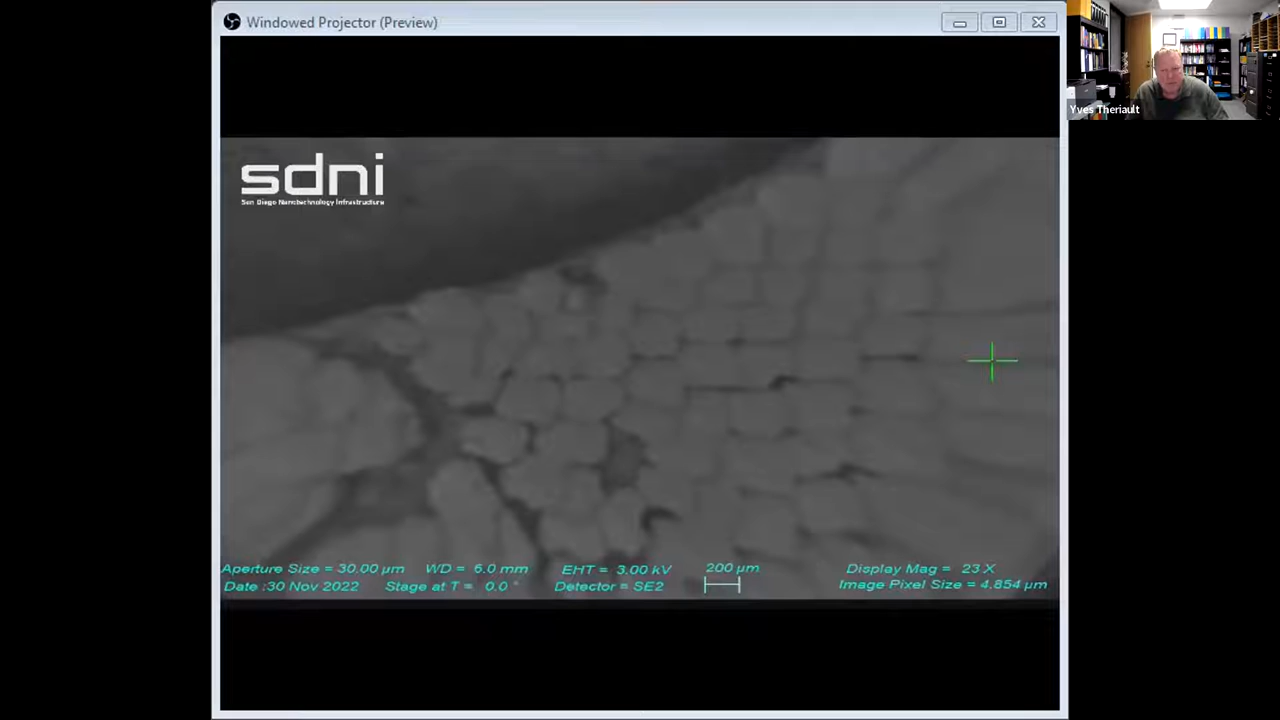 Windowed Projector (Preview)
Yves Theriault
sdni
San Diego Nanotechnology Infrastructure
Aperture Size = 30.00 µm WD = 6.0 mm EHT = 3.00 kV 200 µm Display Mag = 23 X
Date :30 Nov 2022 Stage at T = 0.0 ° Detector = SE2 Image Pixel Size = 4.854 µm